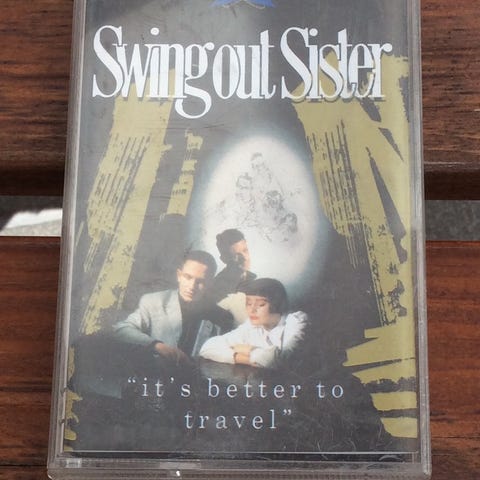 Swing out Sister
“it's better to
travel”